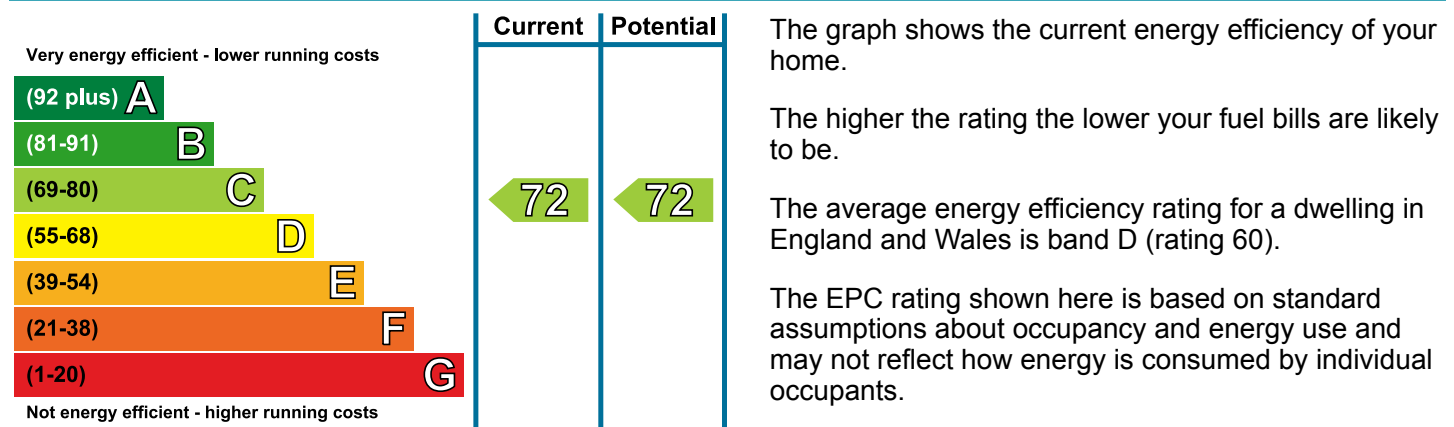 Current Potential
Very energy efficient - lower running costs
(92 plus) A
(81-91) B
(69-80) C
72 72
(55-68) D
(39-54) E
(21-38) F
(1-20) G
Not energy efficient - higher running costs
The graph shows the current energy efficiency of your
home.
The higher the rating the lower your fuel bills are likely
to be.
The average energy efficiency rating for a dwelling in
England and Wales is band D (rating 60).
The EPC rating shown here is based on standard
assumptions about occupancy and energy use and
may not reflect how energy is consumed by individual
occupants.